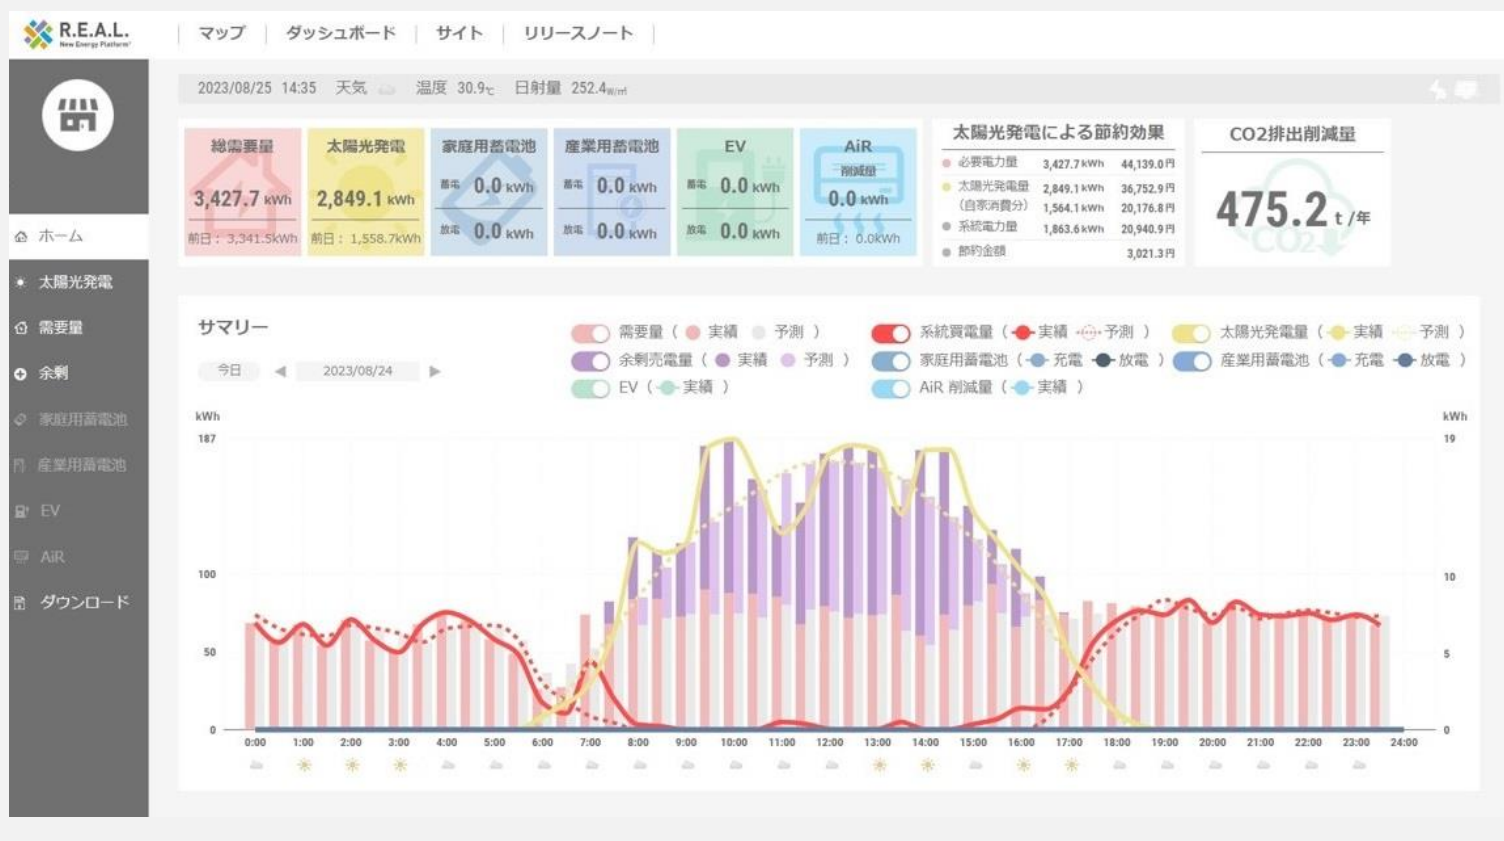 R.E.A.L.
New Energy Platform®
マップ ダッシュボード サイト リリースノート
2023/08/25 14:35 天気 温度 30.9℃ 日射量 252.4W/㎡
ホーム
太陽光発電
需要量
余剰
家庭用蓄電池
産業用蓄電池
EV
AiR
ダウンロード
総需要量
3,427.7 kWh
前日: 3,341.5kWh
太陽光発電
2,849.1 kWh
前日: 1,558.7kWh
家庭用蓄電池
蓄電 0.0 kWh
放電 0.0 kWh
産業用蓄電池
蓄電 0.0 kWh
放電 0.0 kWh
EV
蓄電 0.0 kWh
放電 0.0 kWh
AiR
削減量
0.0 kWh
前日: 0.0kWh
太陽光発電による節約効果
必要電力量 3,427.7 kWh 44,139.0 円
太陽光発電量 2,849.1 kWh 36,752.9 円
(自家消費分) 1,564.1 kWh 20,176.8 円
系統電力量 1,863.6 kWh 20,940.9 円
節約金額 3,021.3 円
CO2排出削減量
475.2 t /年
CO2
サマリー
今日 ◀ 2023/08/24 ▶
需要量 ( 実績 予測 ) 系統買電量 ( 実績 予測 ) 太陽光発電量 ( 実績 予測 )
余剰売電量 ( 実績 予測 ) 家庭用蓄電池 ( 充電 放電 ) 産業用蓄電池 ( 充電 放電 )
EV ( 実績 ) AiR 削減量 ( 実績 )
kWh kWh
187 19
100 10
50 5
0 0
0:00 1:00 2:00 3:00 4:00 5:00 6:00 7:00 8:00 9:00 10:00 11:00 12:00 13:00 14:00 15:00 16:00 17:00 18:00 19:00 20:00 21:00 22:00 23:00 24:00